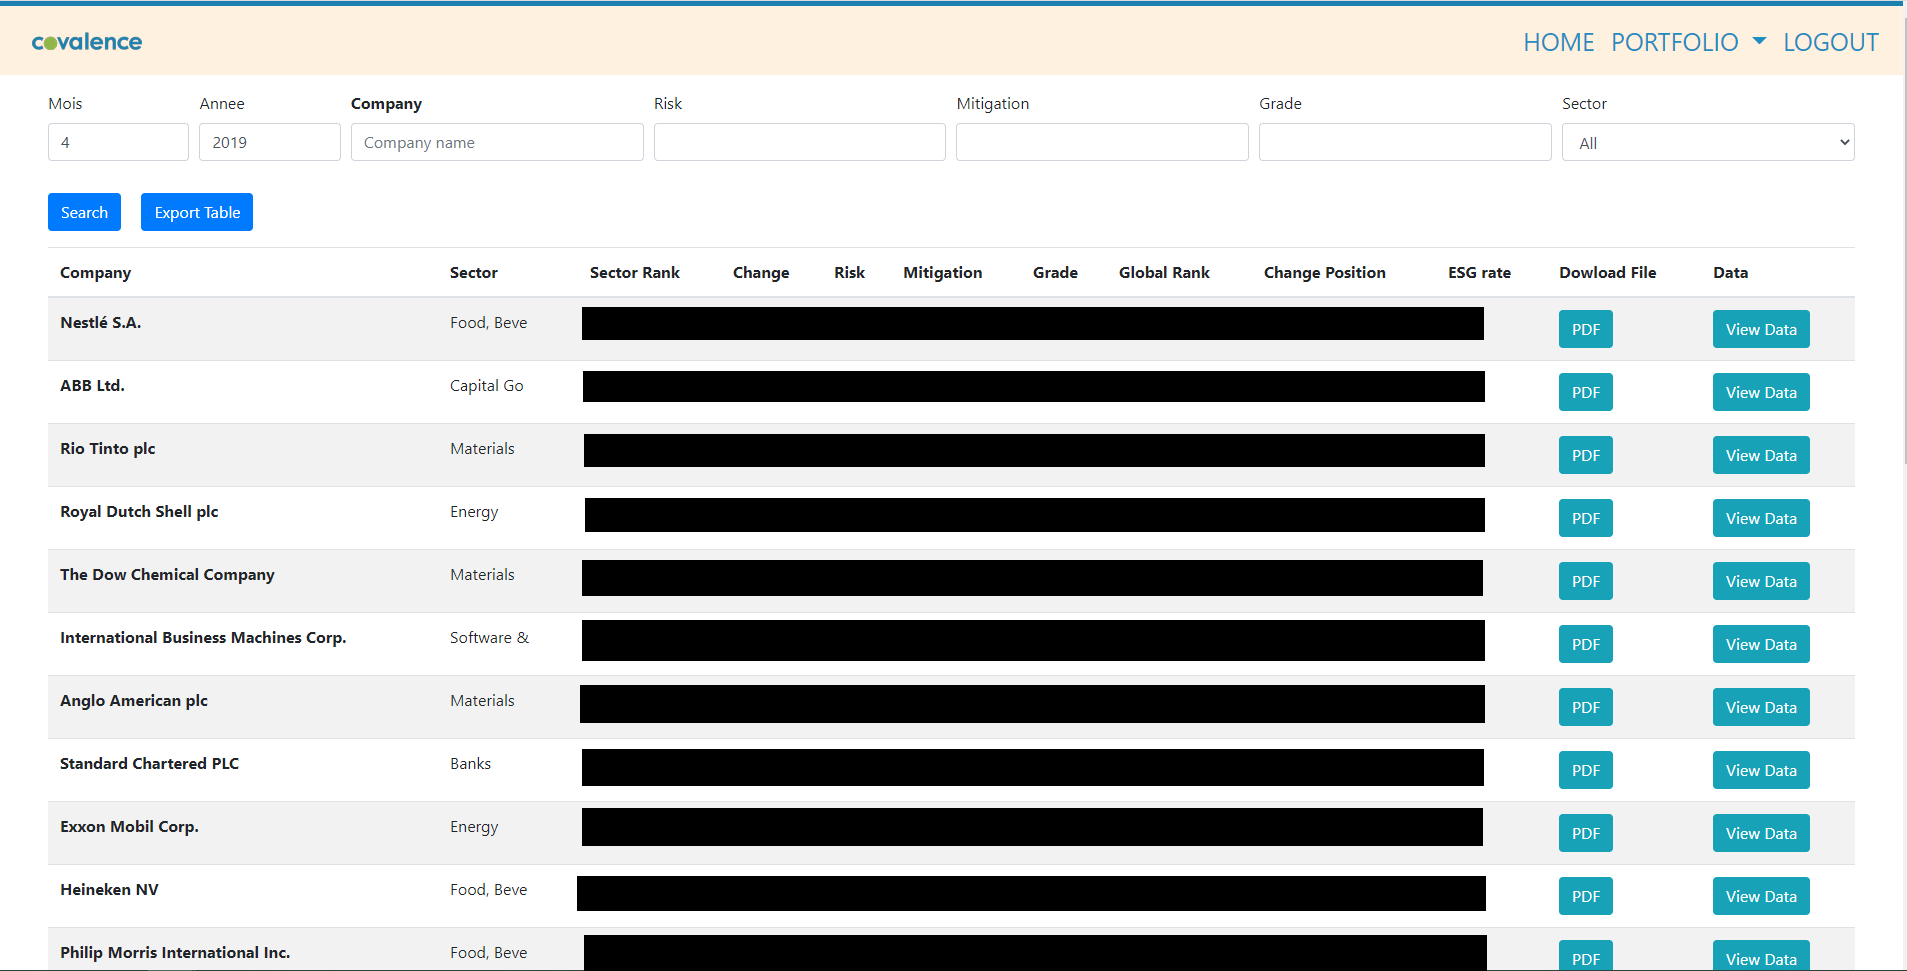 covalence
HOME PORTFOLIO LOGOUT
Mois Annee Company Risk Mitigation Grade Sector
4 2019 Company name All
Search Export Table
Company Sector Sector Rank Change Risk Mitigation Grade Global Rank Change Position ESG rate Dowload File Data
Nestlé S.A. Food, Beve PDF View Data
ABB Ltd. Capital Go PDF View Data
Rio Tinto plc Materials PDF View Data
Royal Dutch Shell plc Energy PDF View Data
The Dow Chemical Company Materials PDF View Data
International Business Machines Corp. Software & PDF View Data
Anglo American plc Materials PDF View Data
Standard Chartered PLC Banks PDF View Data
Exxon Mobil Corp. Energy PDF View Data
Heineken NV Food, Beve PDF View Data
Philip Morris International Inc. Food, Beve PDF View Data